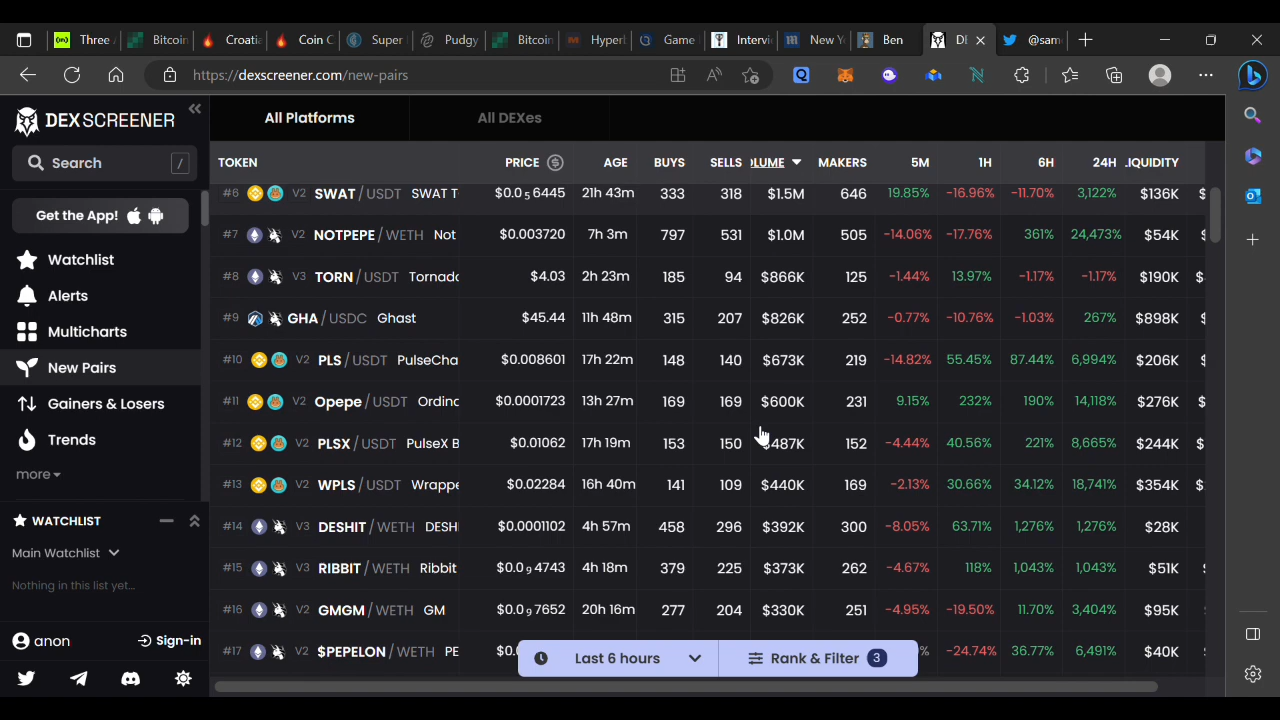 Three
Bitcoin
Croati
Coin C
Super
Pudgy
Bitcoin
Hyperl
Game
Intervi
New Yo
Ben
DE
@sam
https://dexscreener.com/new-pairs
DEXSCREENER
Search /
Get the App!
Watchlist
Alerts
Multicharts
New Pairs
Gainers & Losers
Trends
more
WATCHLIST
Main Watchlist
Nothing in this list yet...
anon Sign-in
All Platforms All DEXes
TOKEN PRICE AGE BUYS SELLS LUME MAKERS 5M 1H 6H 24H LIQUIDITY
#6 V2 SWAT/USDT SWAT T $0.0₅6445 21h 43m 333 318 $1.5M 646 19.85% -16.96% -11.70% 3,122% $136K $
#7 V2 NOTPEPE/WETH Not $0.003720 7h 3m 797 531 $1.0M 505 -14.06% -17.76% 361% 24,473% $54K $
#8 V3 TORN/USDT Tornado $4.03 2h 23m 185 94 $866K 125 -1.44% 13.97% -1.17% -1.17% $190K $
#9 GHA/USDC Ghast $45.44 11h 48m 315 207 $826K 252 -0.77% -10.76% -1.03% 267% $898K $
#10 V2 PLS/USDT PulseCha $0.008601 17h 22m 148 140 $673K 219 -14.82% 55.45% 87.44% 6,994% $206K $
#11 V2 Opepe/USDT Ordinc $0.0001723 13h 27m 169 169 $600K 231 9.15% 232% 190% 14,118% $276K $
#12 V2 PLSX/USDT PulseX B $0.01062 17h 19m 153 150 $487K 152 -4.44% 40.56% 221% 8,665% $244K $
#13 V2 WPLS/USDT Wrappe $0.02284 16h 40m 141 109 $440K 169 -2.13% 30.66% 34.12% 18,741% $354K $
#14 V3 DESHIT/WETH DESHI $0.0001102 4h 57m 458 296 $392K 300 -8.05% 63.71% 1,276% 1,276% $28K
#15 V3 RIBBIT/WETH Ribbit $0.0₉4743 4h 18m 379 225 $373K 262 -4.67% 118% 1,043% 1,043% $51K $
#16 V2 GMGM/WETH GM $0.0₉7652 20h 16m 277 204 $330K 251 -4.95% -19.50% 11.70% 3,404% $95K $
#17 V2 $PEPELON/WETH PE $0.0 % -24.74% 36.77% 6,491% $40K $
Last 6 hours Rank & Filter 3